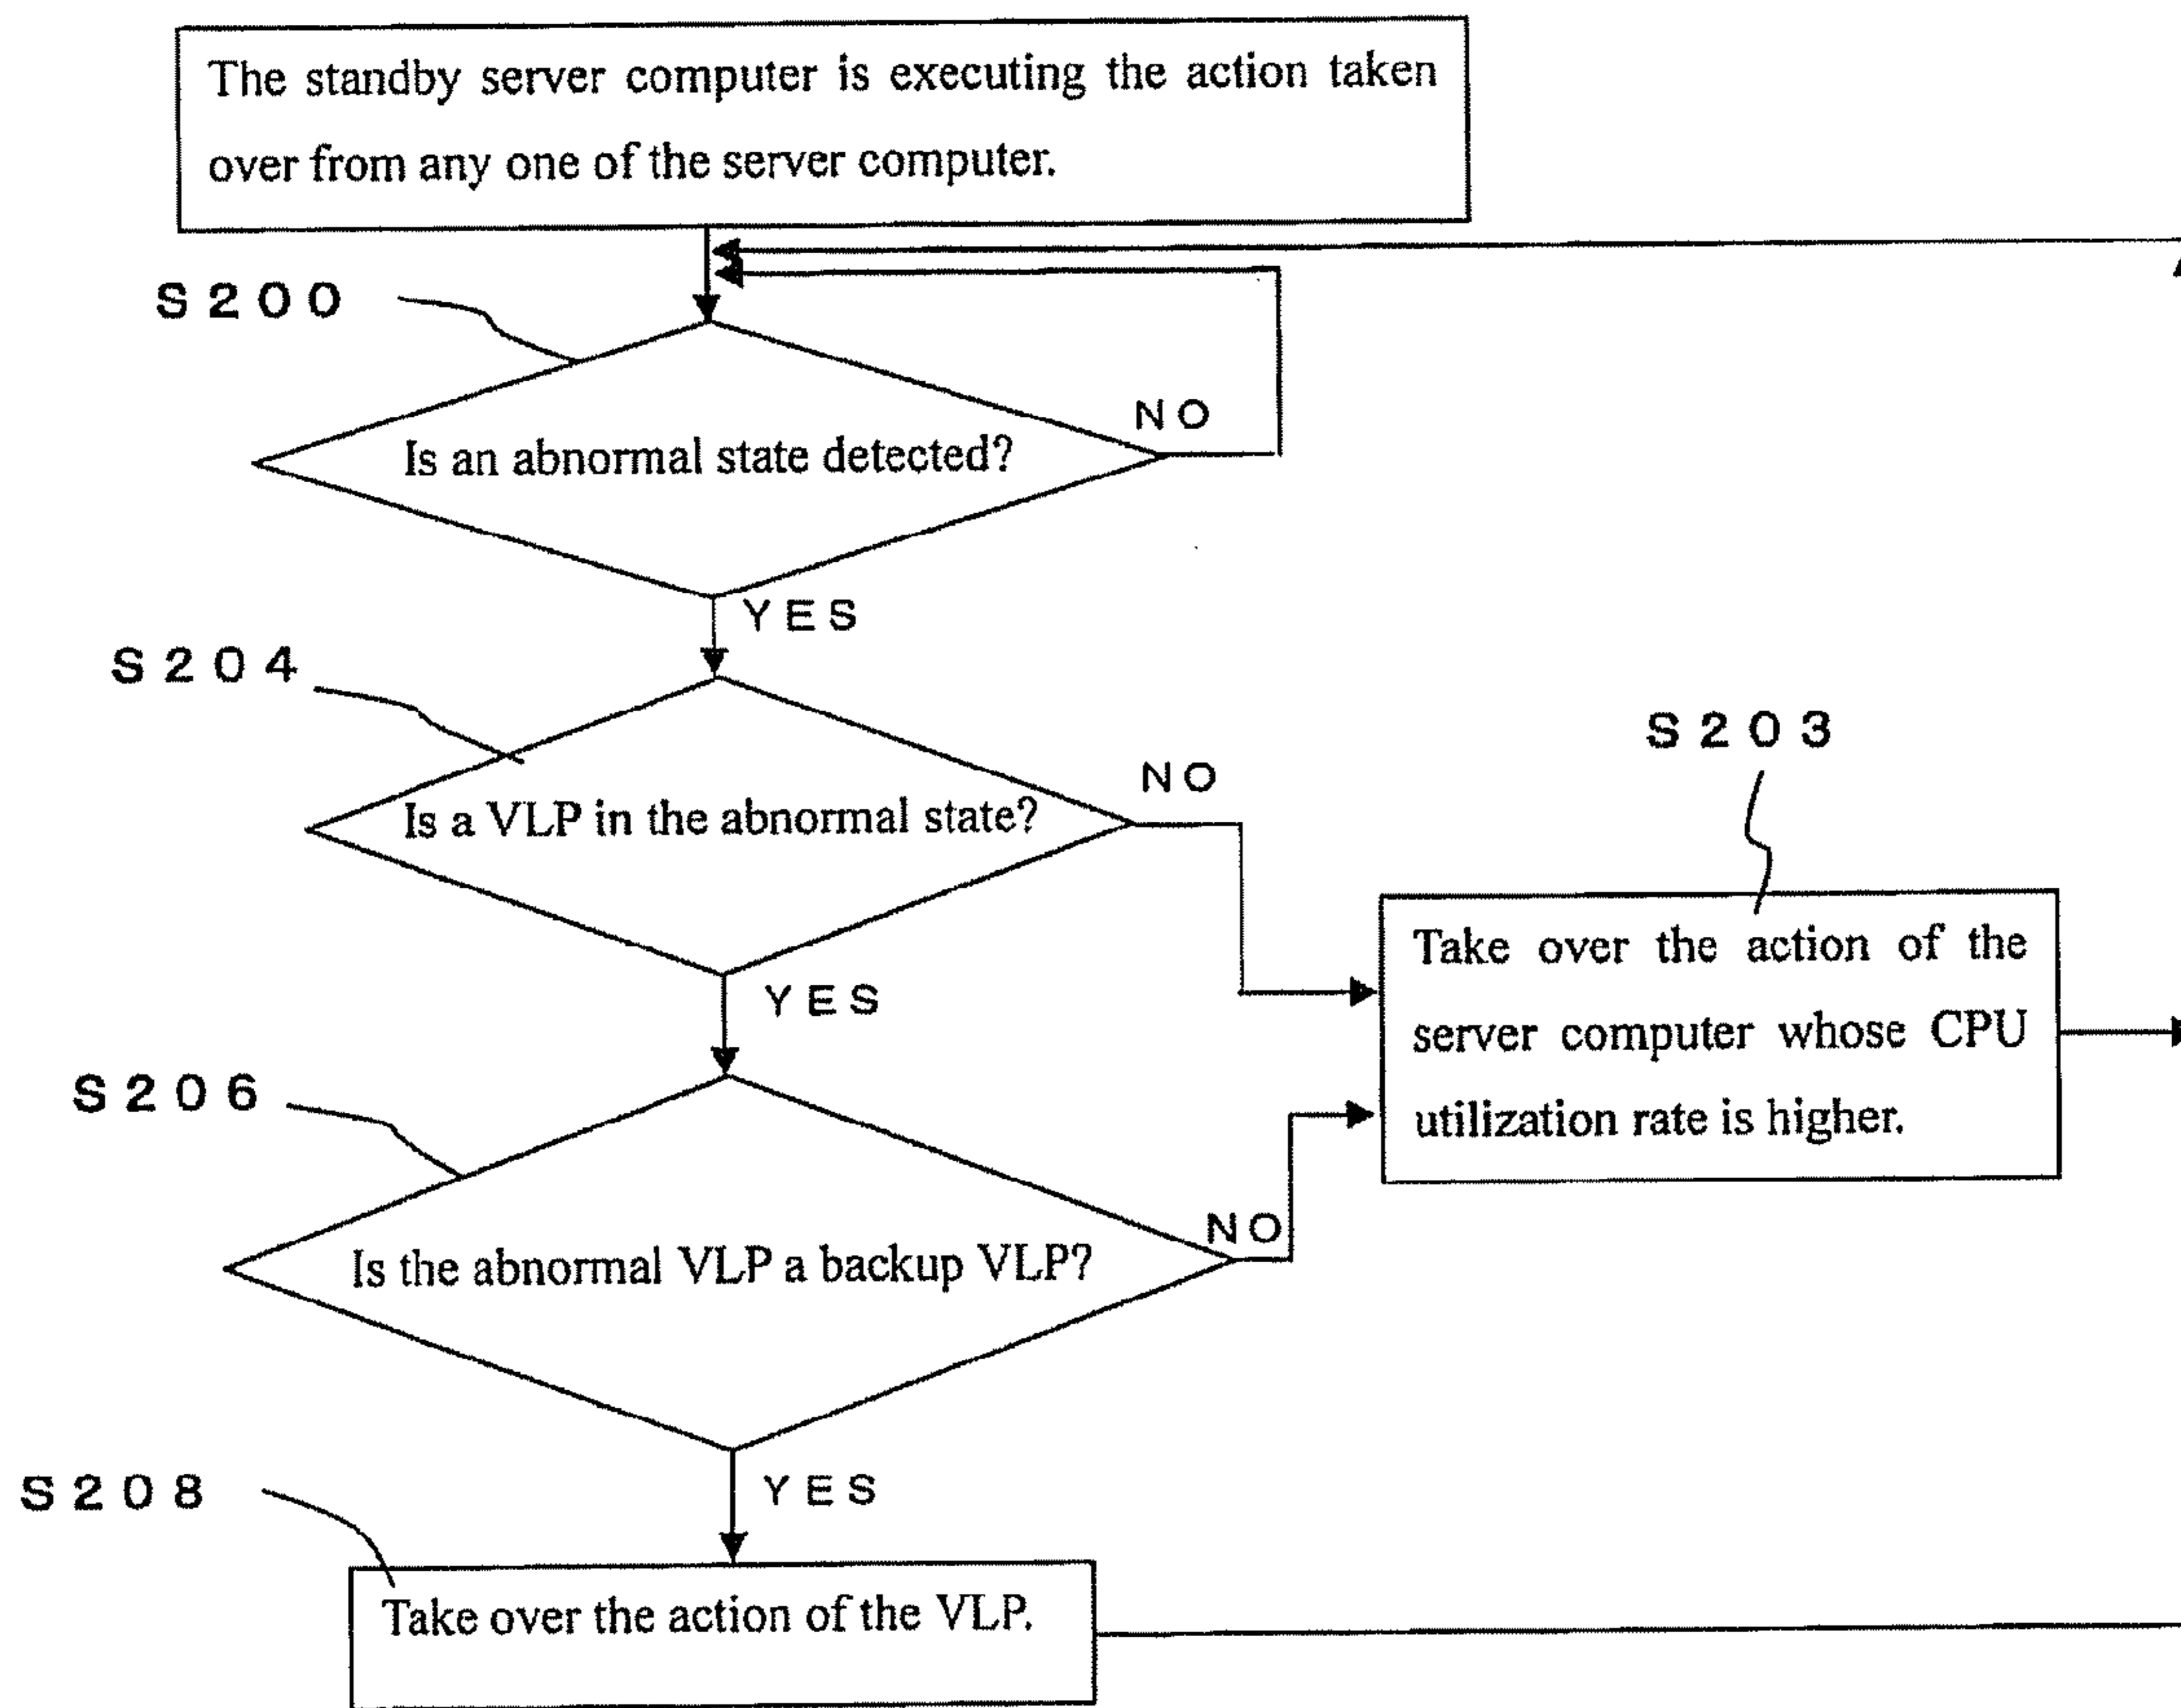 The standby server computer is executing the action taken
over from any one of the server computer.
S200
NO
Is an abnormal state detected?
YES
S204
S203
NO
Is a VLP in the abnormal state?
Take over the action of the
server computer whose CPU
utilization rate is higher.
YES
S206
NO
Is the abnormal VLP a backup VLP?
YES
S208
Take over the action of the VLP.